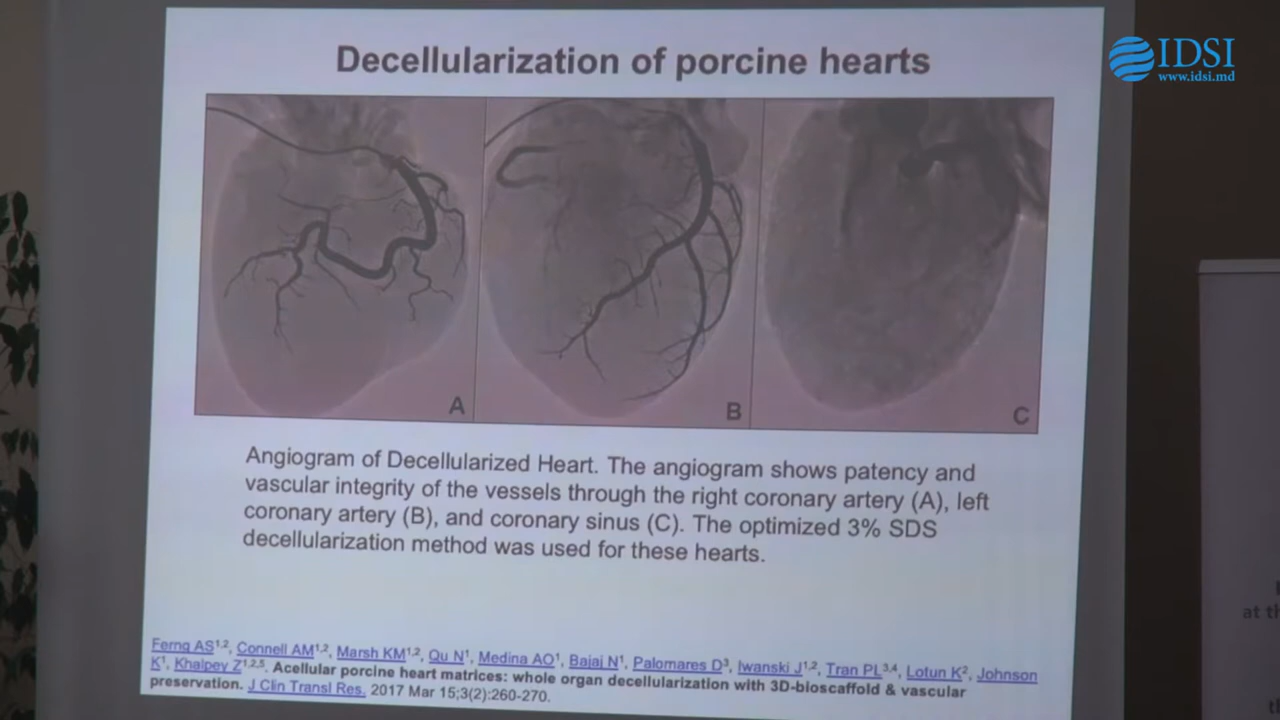 Decellularization of porcine hearts
IDSI
www.idsi.md
A
B
C
Angiogram of Decellularized Heart. The angiogram shows patency and
vascular integrity of the vessels through the right coronary artery (A), left
coronary artery (B), and coronary sinus (C). The optimized 3% SDS
decellularization method was used for these hearts.
Ferng AS1,2, Connell AM1,2, Marsh KM1,2, Qu N1, Medina AO1, Bajaj N1, Palomares D3, Iwanski J1,2, Tran PL3,4, Lotun K2, Johnson
K1, Khalpey Z1,2,5. Acellular porcine heart matrices: whole organ decellularization with 3D-bioscaffold & vascular
preservation. J Clin Transl Res. 2017 Mar 15;3(2):260-270.
at